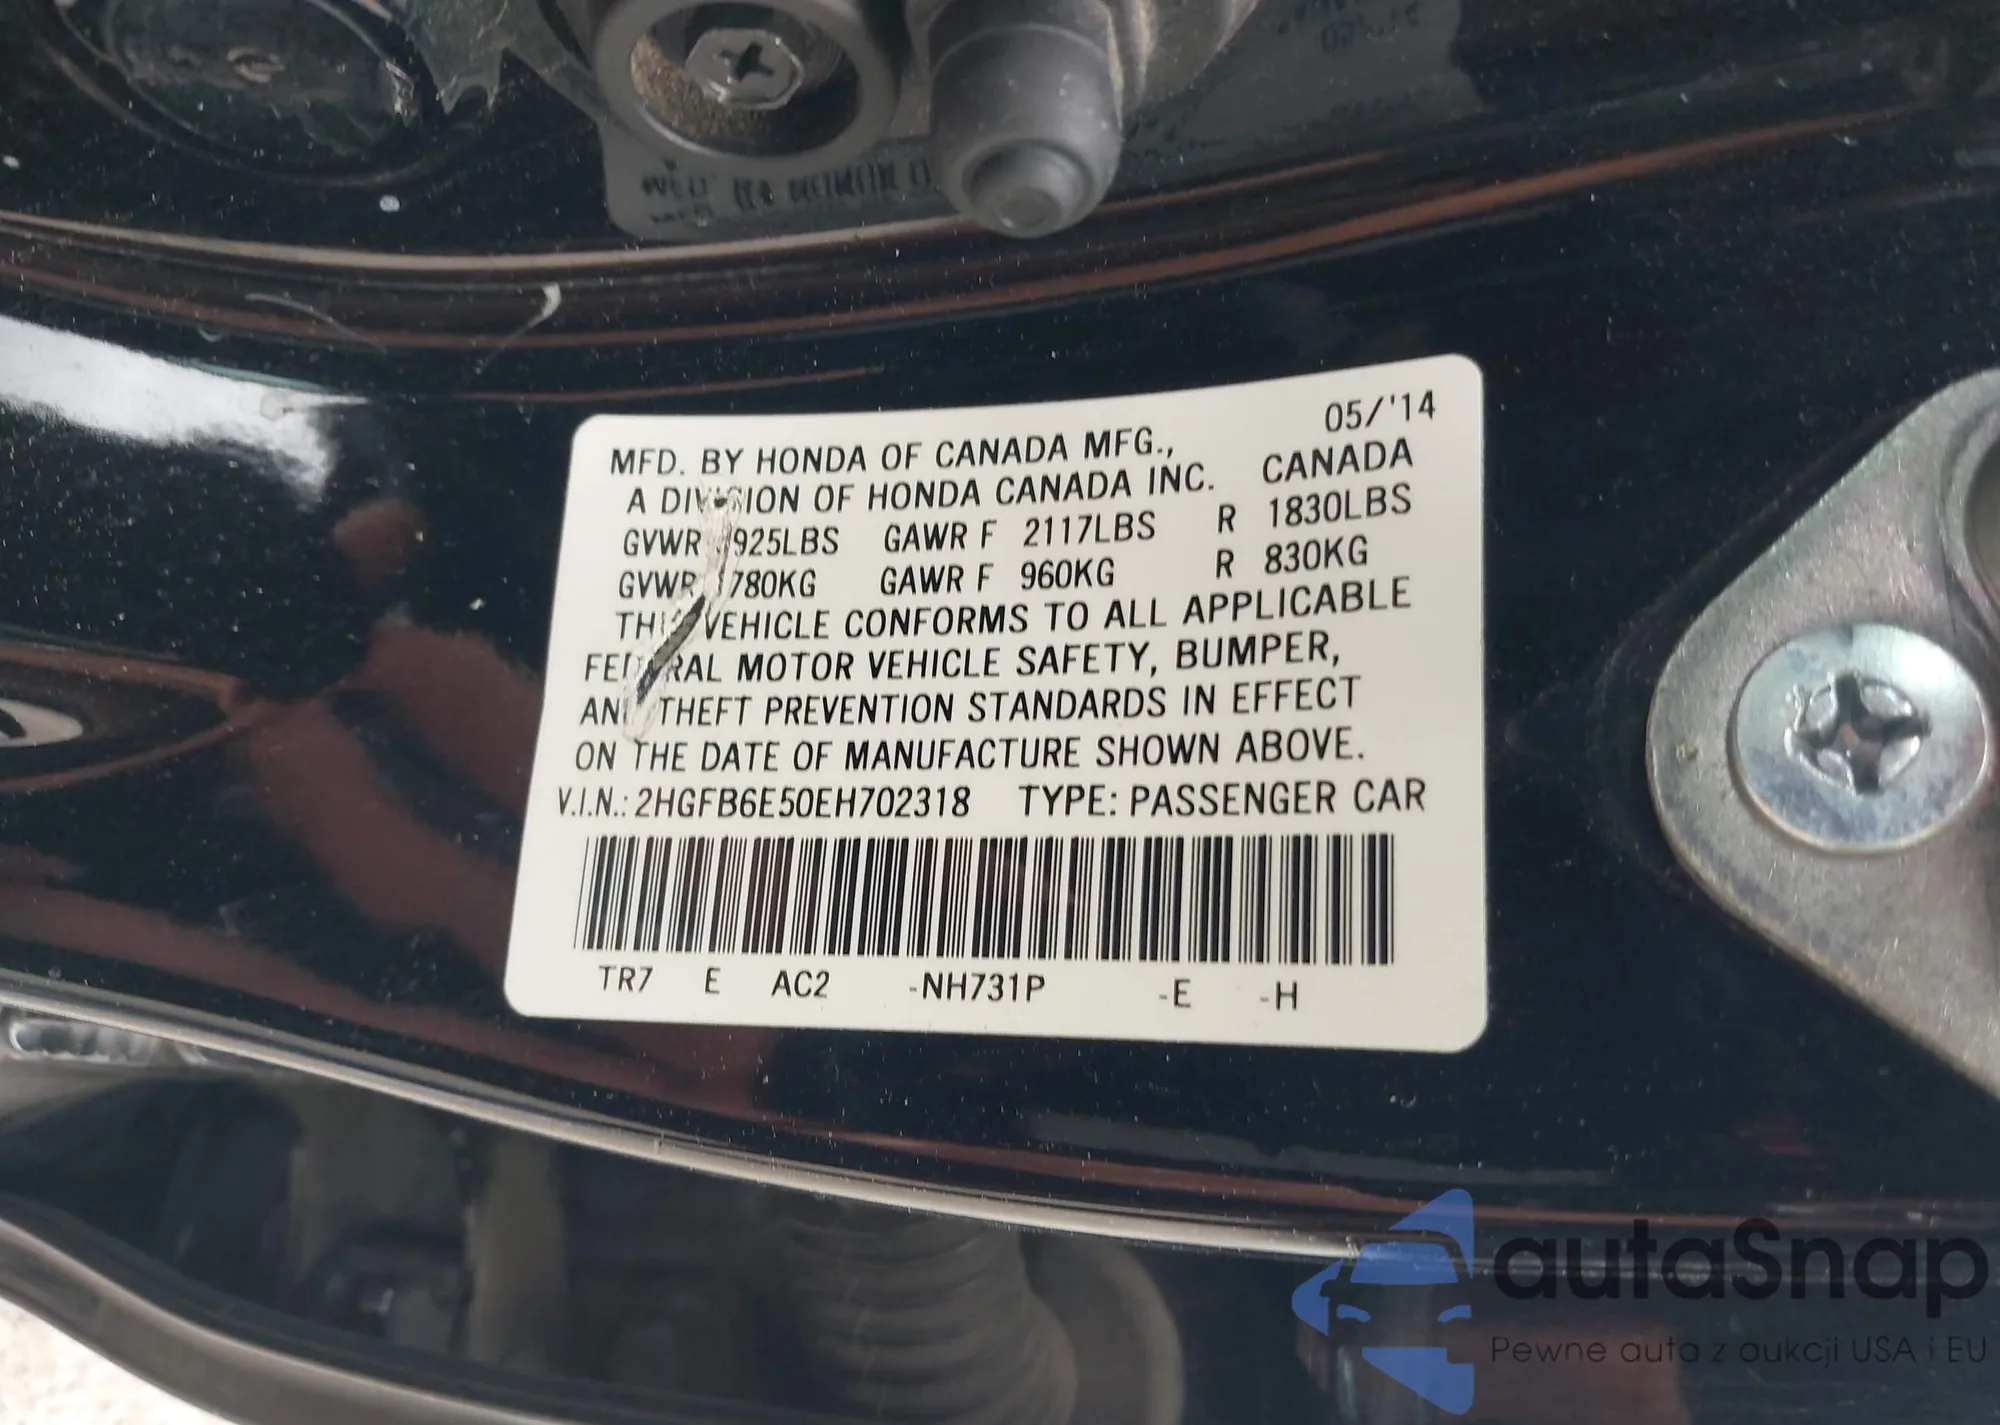 05/'14
MFD. BY HONDA OF CANADA MFG.,
A DIVISION OF HONDA CANADA INC. CANADA
GVWR 925LBS GAWR F 2117LBS R 1830LBS
GVWR 780KG GAWR F 960KG R 830KG
THIS VEHICLE CONFORMS TO ALL APPLICABLE
FEDERAL MOTOR VEHICLE SAFETY, BUMPER,
AND THEFT PREVENTION STANDARDS IN EFFECT
ON THE DATE OF MANUFACTURE SHOWN ABOVE.
V.I.N.: 2HGFB6E50EH702318 TYPE: PASSENGER CAR
TR7 E AC2 -NH731P -E -H
autaSnap
Pewne auta z aukcji USA i EU